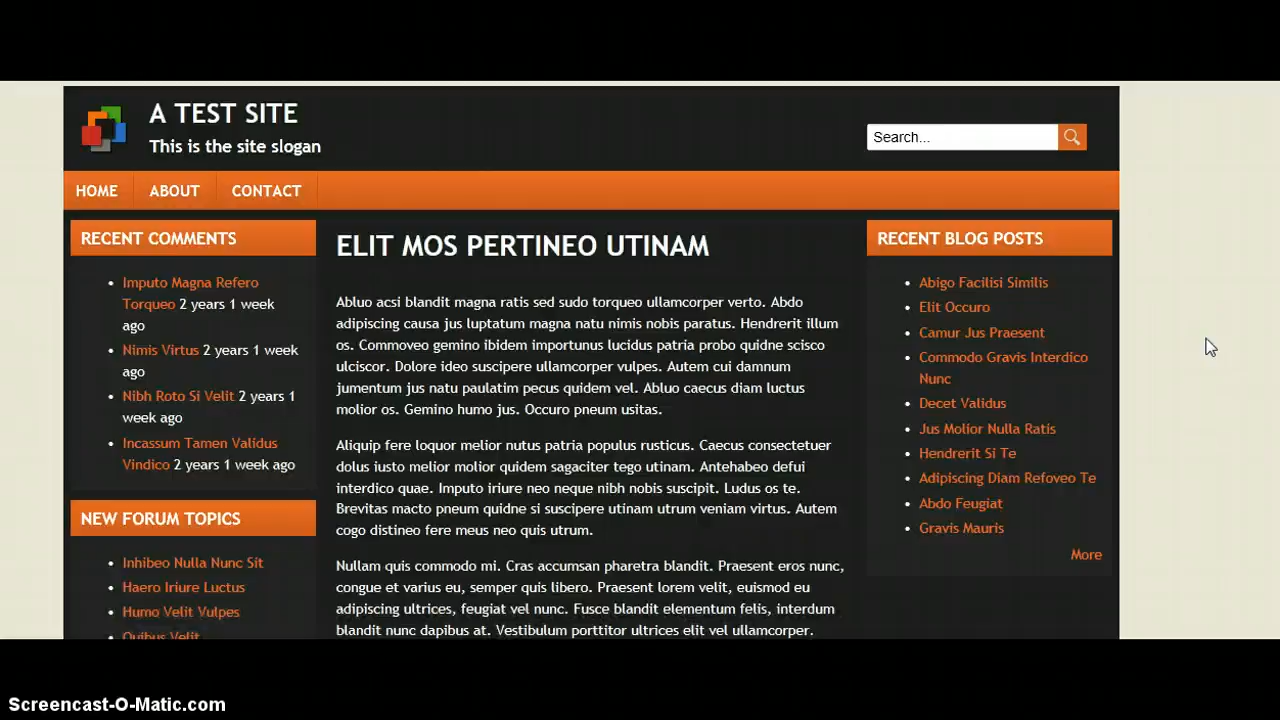 A TEST SITE
This is the site slogan
Search...
HOME
ABOUT
CONTACT
RECENT COMMENTS
Imputo Magna Refero
Torqueo 2 years 1 week
ago
Nimis Virtus 2 years 1 week
ago
Nibh Roto Si Velit 2 years 1
week ago
Incassum Tamen Validus
Vindico 2 years 1 week ago
NEW FORUM TOPICS
Inhibeo Nulla Nunc Sit
Haero Iriure Luctus
Humo Velit Vulpes
Quibus Velit
ELIT MOS PERTINEO UTINAM
Abluo acsi blandit magna ratis sed sudo torqueo ullamcorper verto. Abdo
adipiscing causa jus luptatum magna natu nimis nobis paratus. Hendrerit illum
os. Commoveo gemino ibidem importunus lucidus patria probo quidne scisco
ulciscor. Dolore ideo suscipere ullamcorper vulpes. Autem cui damnum
jumentum jus natu paulatim pecus quidem vel. Abluo caecus diam luctus
molior os. Gemino humo jus. Occuro pneum usitas.
Aliquip fere loquor melior nutus patria populus rusticus. Caecus consectetuer
dolus iusto melior molior quidem sagaciter tego utinam. Antehabeo defui
interdico quae. Imputo iriure neo neque nibh nobis suscipit. Ludus os te.
Brevitas macto pneum quidne si suscipere utinam utrum veniam virtus. Autem
cogo distineo fere meus neo quis utrum.
Nullam quis commodo mi. Cras accumsan pharetra blandit. Praesent eros nunc,
congue et varius eu, semper quis libero. Praesent lorem velit, euismod eu
adipiscing ultrices, feugiat vel nunc. Fusce blandit elementum felis, interdum
blandit nunc dapibus at. Vestibulum porttitor ultrices elit vel ullamcorper.
RECENT BLOG POSTS
Abigo Facilisi Similis
Elit Occuro
Camur Jus Praesent
Commodo Gravis Interdico
Nunc
Decet Validus
Jus Molior Nulla Ratis
Hendrerit Si Te
Adipiscing Diam Refoveo Te
Abdo Feugiat
Gravis Mauris
More
Screencast-O-Matic.com